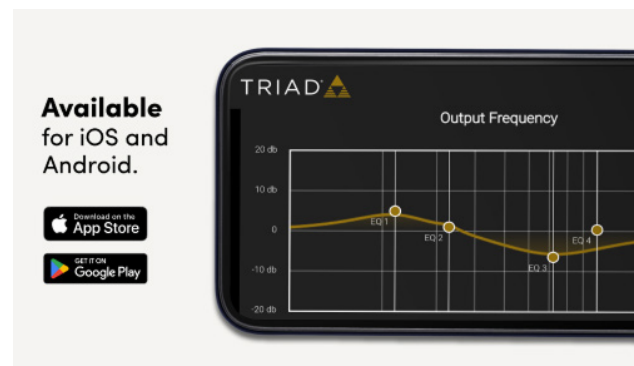 Available
for iOS and
Android.
Download on the
App Store
GET IT ON
Google Play
TRIAD
Output Frequency
20 db
10 db
0
-10 db
-20 db
EQ 1
EQ 2
EQ 3
EQ 4